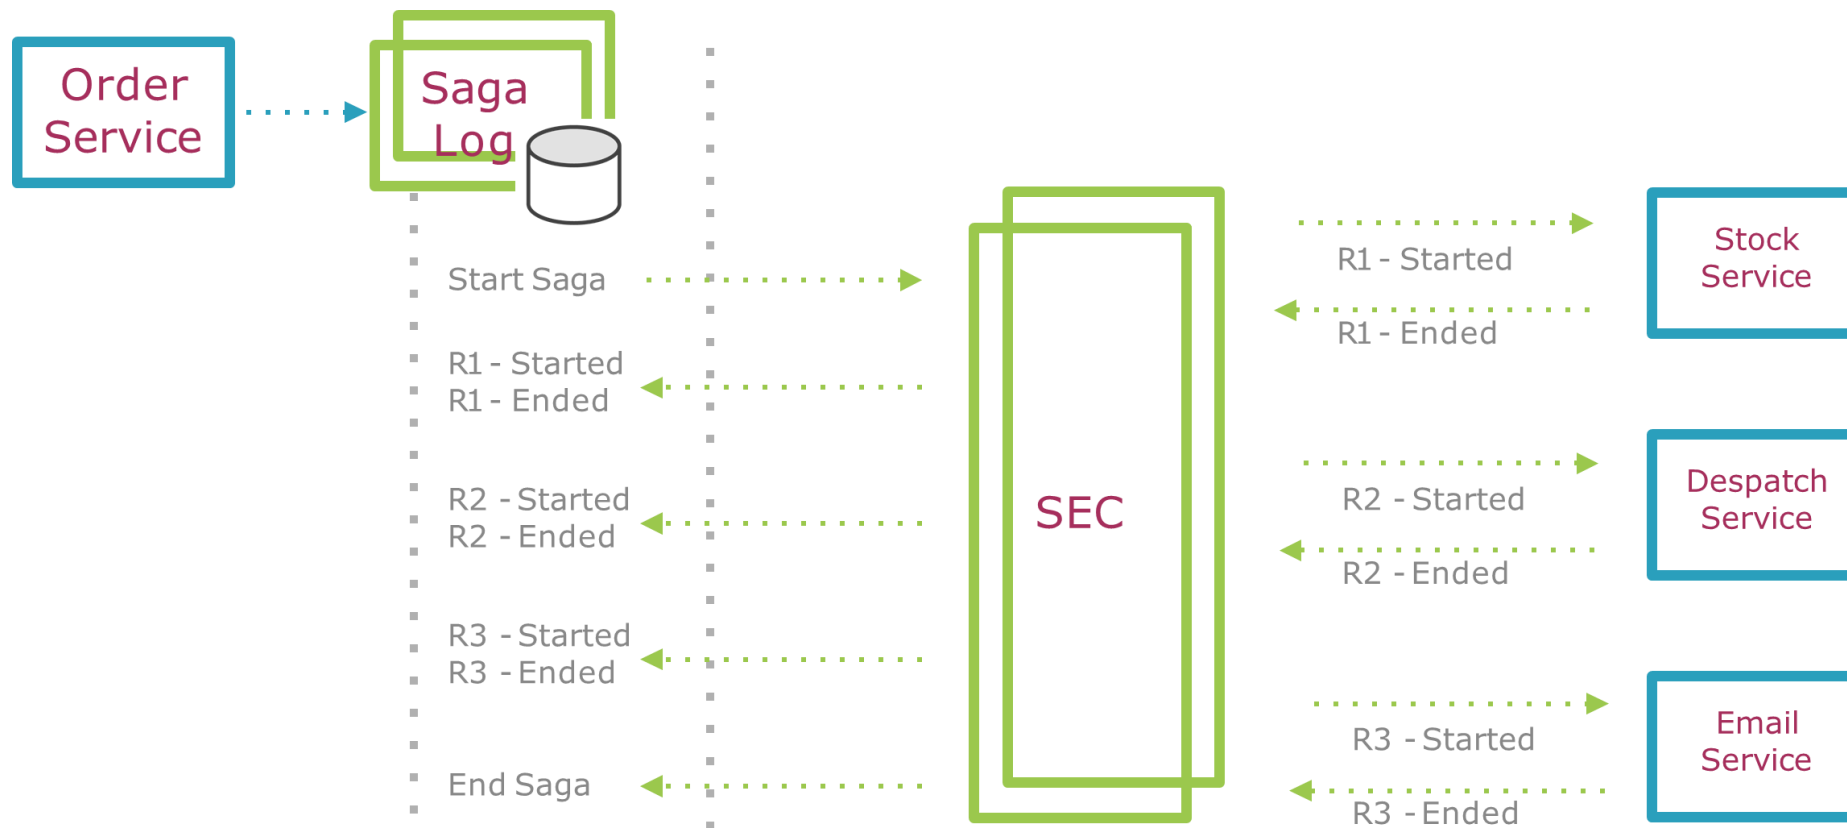 Order
Service
Saga
Log
Start Saga
R1 - Started
R1 - Ended
R2 - Started
R2 - Ended
R3 - Started
R3 - Ended
End Saga
SEC
R1 - Started
R1 - Ended
R2 - Started
R2 - Ended
R3 - Started
R3 - Ended
Stock
Service
Despatch
Service
Email
Service